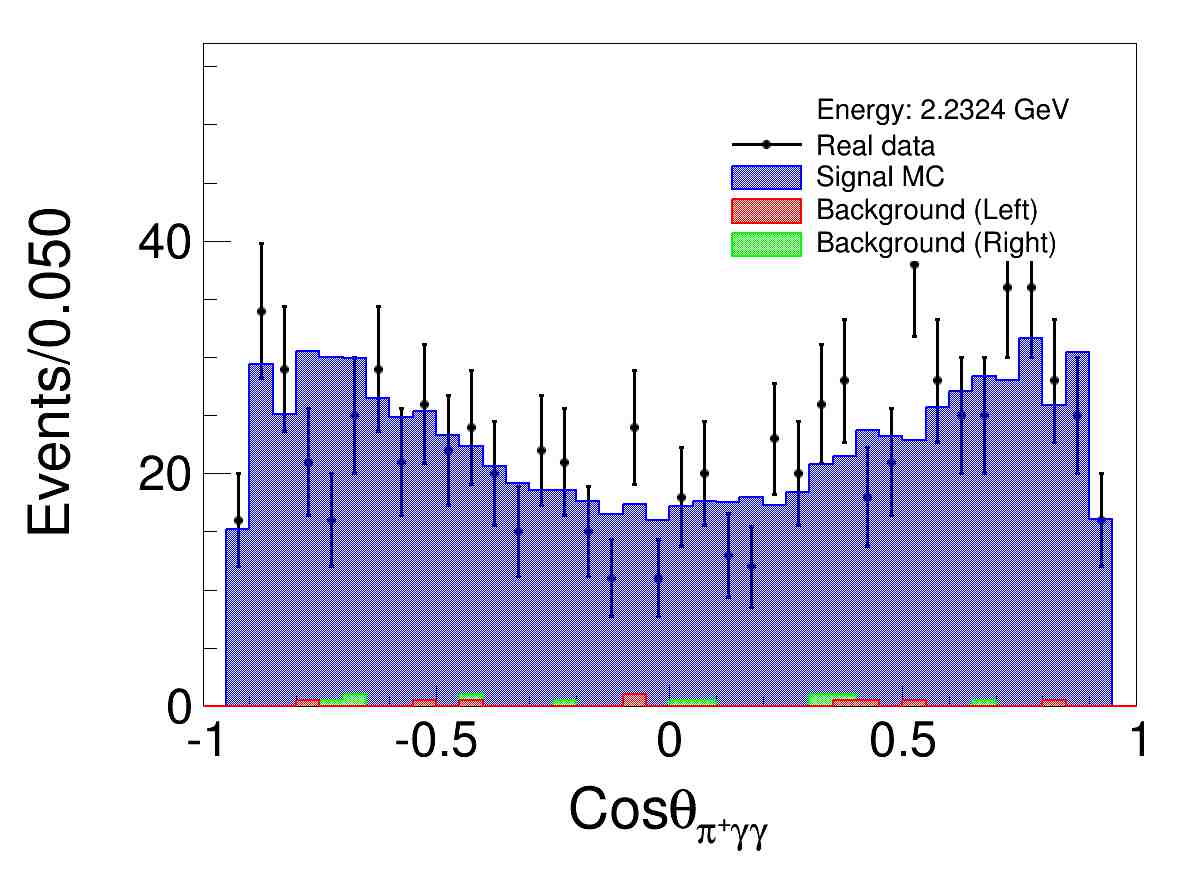 Energy: 2.2324 GeV
Real data
Signal MC
Background (Left)
Background (Right)
Events/0.050
40
20
0
-1
-0.5
0
0.5
1
Cosθπ⁺γγ